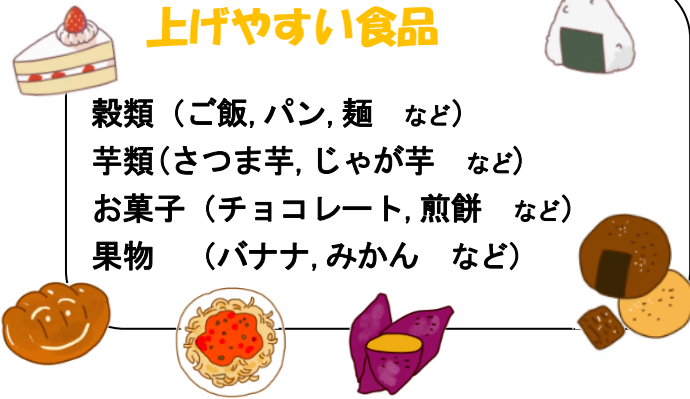 上げやすい食品
穀類（ご飯,パン,麺　など）
芋類(さつま芋,じゃが芋　など)
お菓子（チョコレート,煎餅　など）
果物　（バナナ,みかん　など）